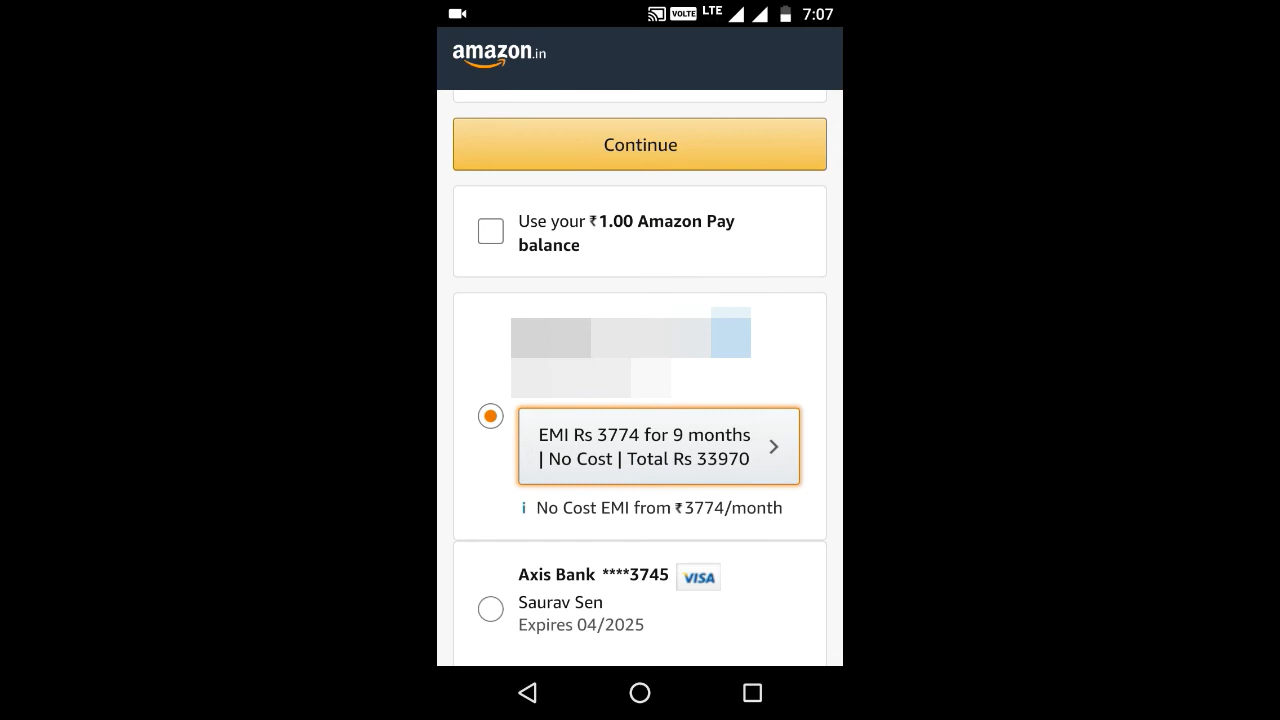 VOLTE LTE 7:07
amazon.in
Continue
Use your ₹1.00 Amazon Pay
balance
EMI Rs 3774 for 9 months
| No Cost | Total Rs 33970
i No Cost EMI from ₹3774/month
Axis Bank ****3745 VISA
Saurav Sen
Expires 04/2025